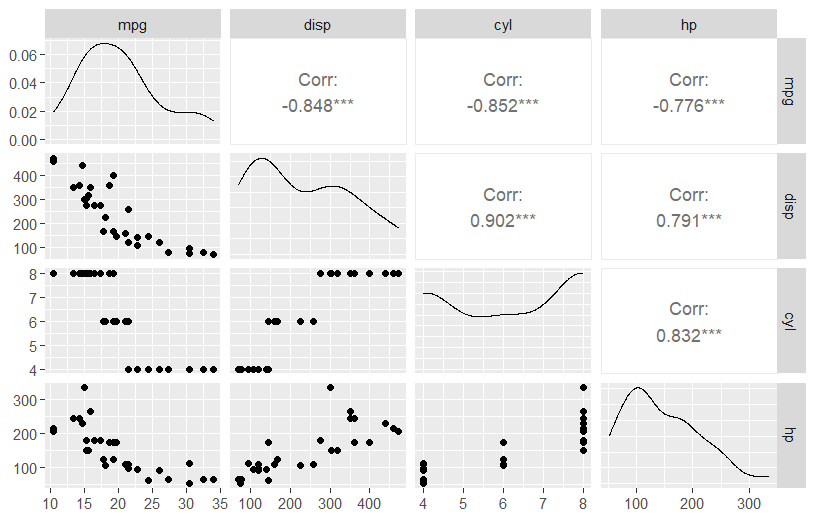 mpg disp cyl hp
0.06
0.04
0.02
0.00
Corr:
-0.848***
Corr:
-0.852***
Corr:
-0.776***
mpg
400
300
200
100
Corr:
0.902***
Corr:
0.791***
disp
8
7
6
5
4
Corr:
0.832***
cyl
300
200
100
hp
10 15 20 25 30 35 100 200 300 400 4 5 6 7 8 100 200 300